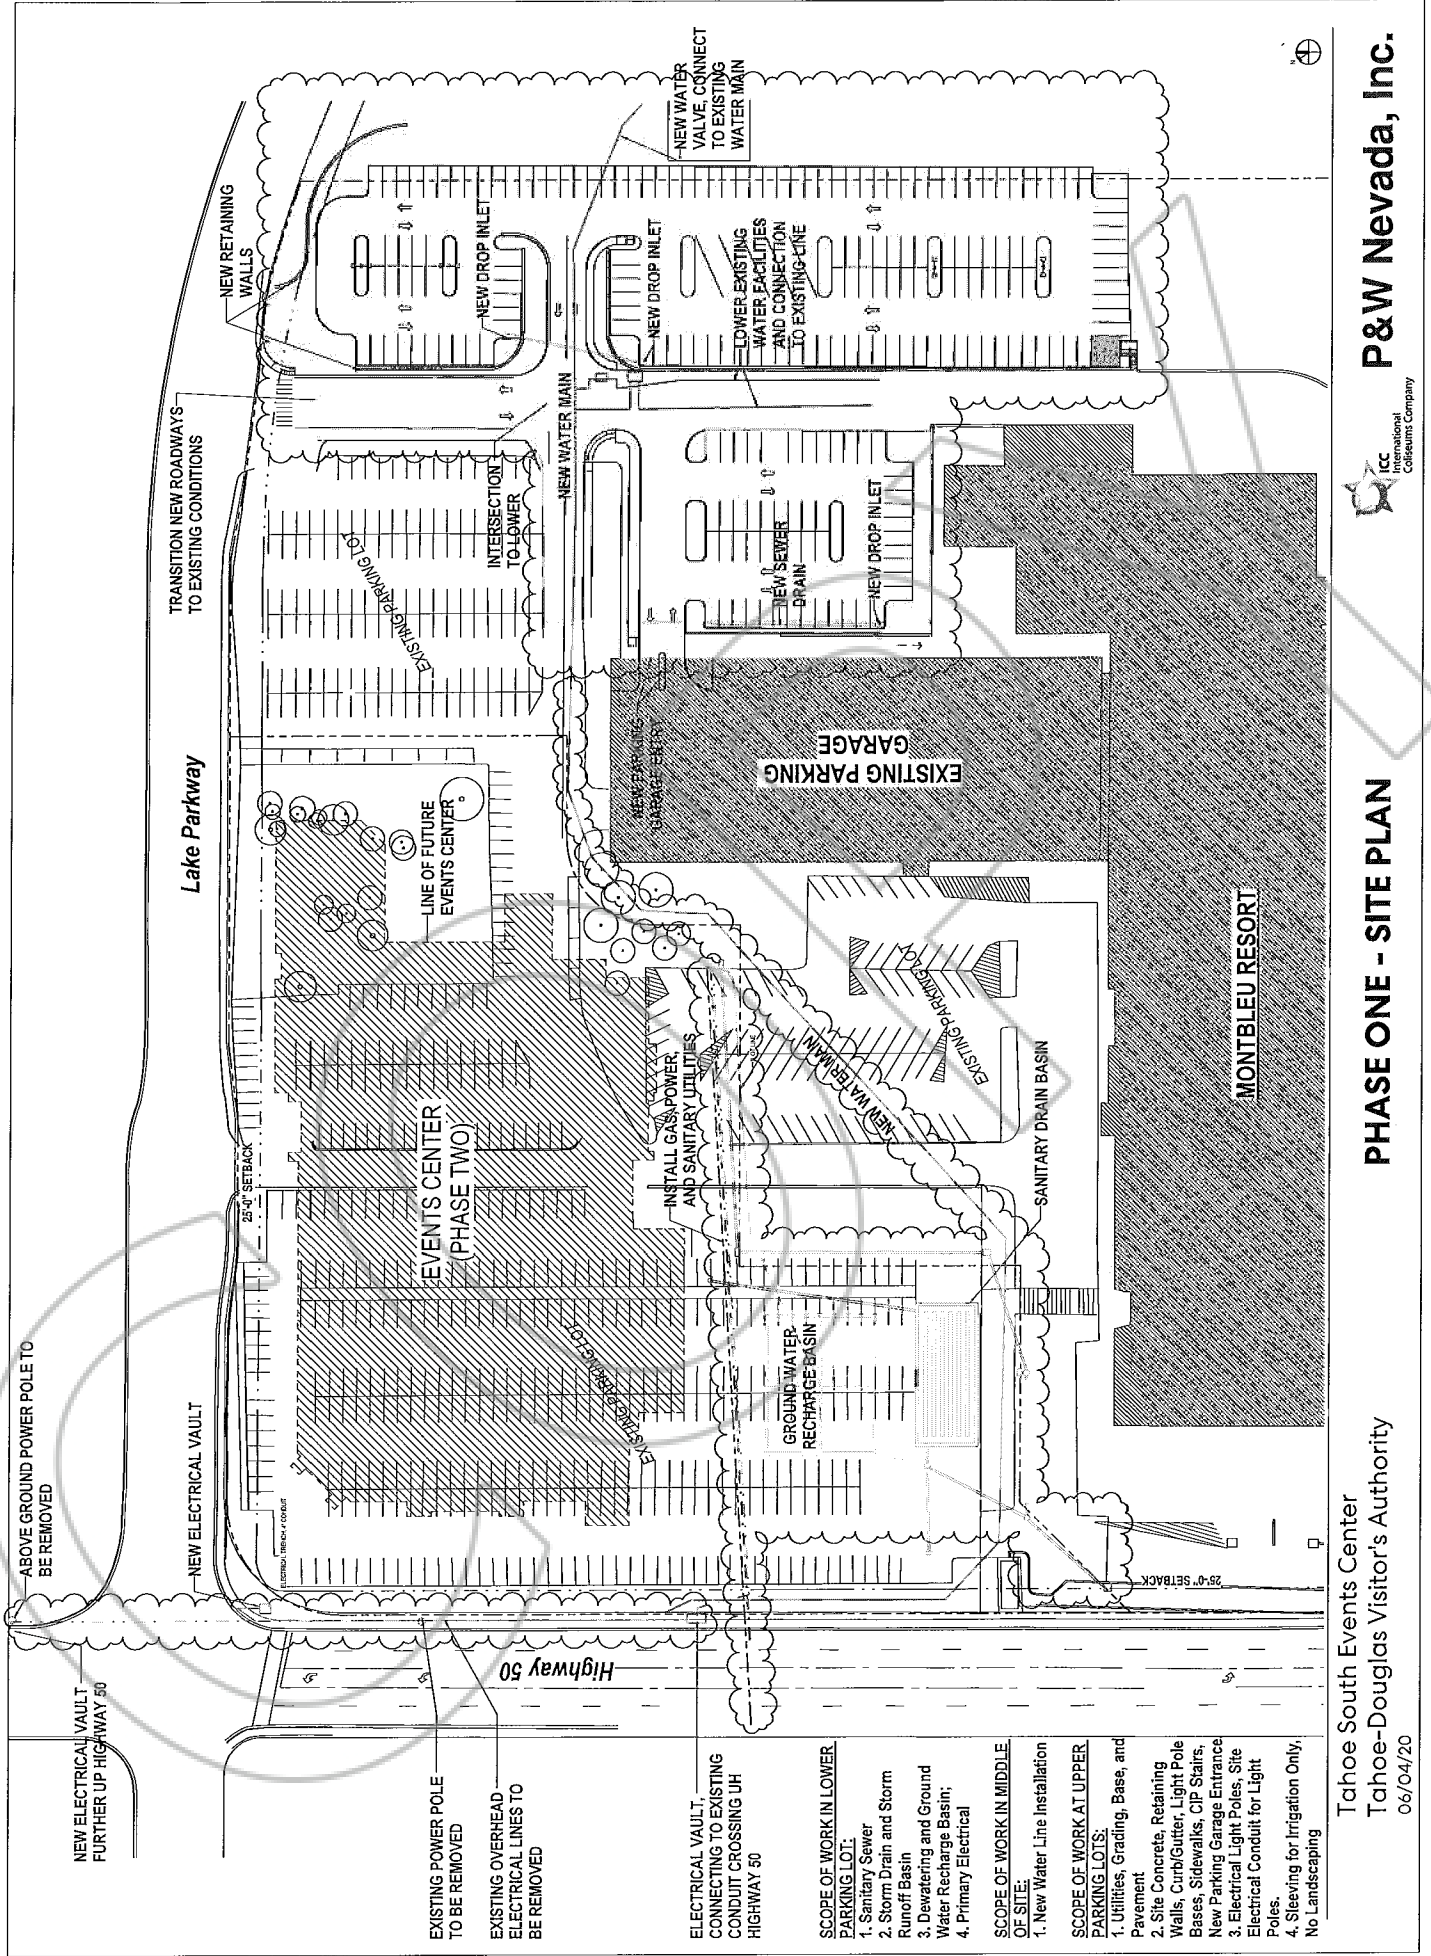 ABOVE GROUND POWER POLE TO
BE REMOVED
NEW ELECTRICAL VAULT
NEW ELECTRICAL VAULT
FURTHER UP HIGHWAY 50
EXISTING POWER POLE
TO BE REMOVED
EXISTING OVERHEAD
ELECTRICAL LINES TO
BE REMOVED
ELECTRICAL VAULT,
CONNECTING TO EXISTING
CONDUIT CROSSING UH
HIGHWAY 50
Highway 50
Lake Parkway
TRANSITION NEW ROADWAYS
TO EXISTING CONDITIONS
NEW RETAINING
WALLS
25'-0" SETBACK
ELECTRICAL TRENCH, 4" CONDUIT
EVENTS CENTER
(PHASE TWO)
EXISTING PARKING LOT
LINE OF FUTURE
EVENTS CENTER
EXISTING PARKING LOT
INTERSECTION
TO LOWER
NEW WATER MAIN
NEW DROP INLET
NEW DROP INLET
NEW WATER
VALVE, CONNECT
TO EXISTING
WATER MAIN
LOWER EXISTING
WATER FACILITIES
AND CONNECTION
TO EXISTING LINE
NEW SEWER
DRAIN
NEW DROP INLET
NEW PARKING
GARAGE ENTRY
EXISTING PARKING
GARAGE
INSTALL GAS, POWER,
AND SANITARY UTILITIES
NEW WATER MAIN
EXISTING PARKING LOT
GROUND WATER
RECHARGE BASIN
SANITARY DRAIN BASIN
25'-0" SETBACK
MONTBLEU RESORT
SCOPE OF WORK IN LOWER
PARKING LOT:
1. Sanitary Sewer
2. Storm Drain and Storm
Runoff Basin
3. Dewatering and Ground
Water Recharge Basin;
4. Primary Electrical
SCOPE OF WORK IN MIDDLE
OF SITE:
1. New Water Line Installation
SCOPE OF WORK AT UPPER
PARKING LOTS:
1. Utilities, Grading, Base, and
Pavement
2. Site Concrete, Retaining
Walls, Curb/Gutter, Light Pole
Bases, Sidewalks, CIP Stairs,
New Parking Garage Entrance
3. Electrical Light Poles, Site
Electrical Conduit for Light
Poles.
4. Sleeving for Irrigation Only,
No Landscaping
Tahoe South Events Center
Tahoe-Douglas Visitor's Authority
06/04/20
PHASE ONE - SITE PLAN
ICC
International
Coliseums Company
P&W Nevada, Inc.
N
COPY